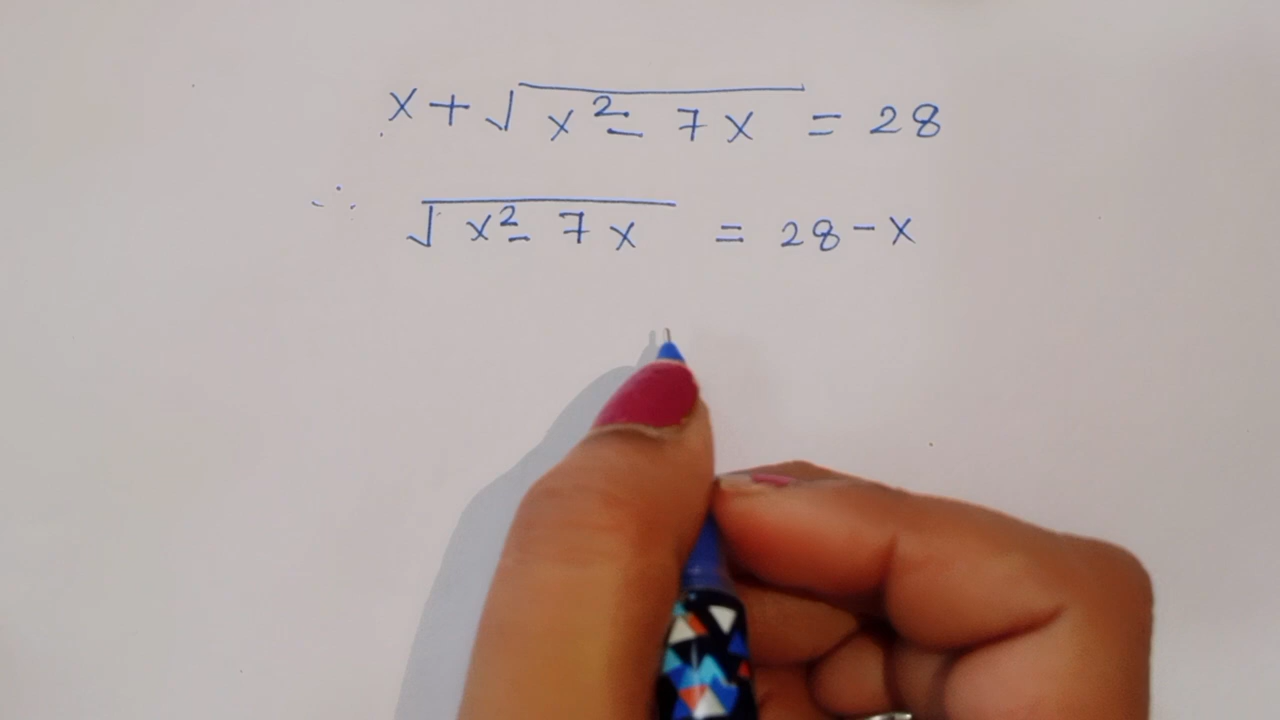 x + √(x² - 7x) = 28
∴ √(x² - 7x) = 28 - x